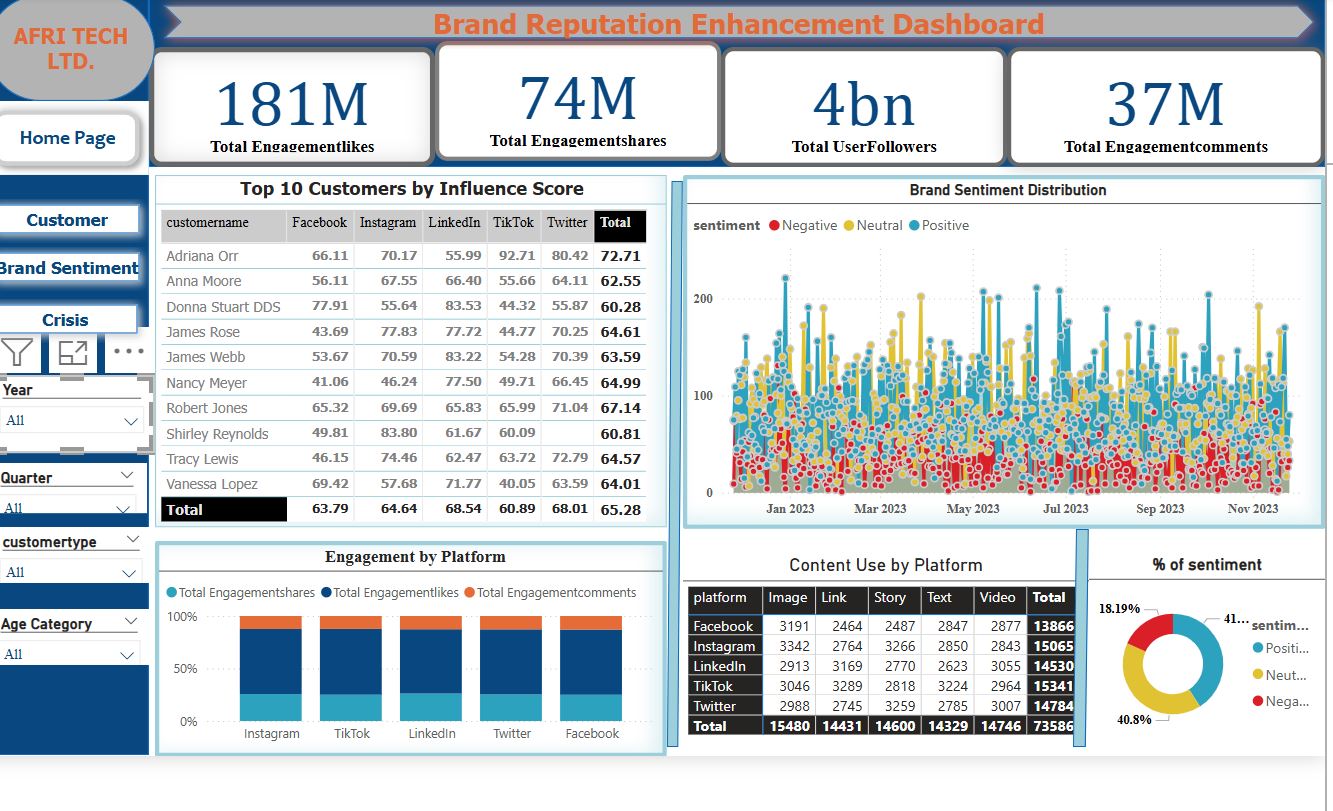 AFRI TECH
LTD.
Brand Reputation Enhancement Dashboard
181M
Total Engagementlikes
74M
Total Engagementshares
4bn
Total UserFollowers
37M
Total Engagementcomments
Home Page
Customer
Brand Sentiment
Crisis
Year
All
Quarter
All
customertype
All
Age Category
All
Top 10 Customers by Influence Score
customername Facebook Instagram LinkedIn TikTok Twitter Total
Adriana Orr 66.11 70.17 55.99 92.71 80.42 72.71
Anna Moore 56.11 67.55 66.40 55.66 64.11 62.55
Donna Stuart DDS 77.91 55.64 83.53 44.32 55.87 60.28
James Rose 43.69 77.83 77.72 44.77 70.25 64.61
James Webb 53.67 70.59 83.22 54.28 70.39 63.59
Nancy Meyer 41.06 46.24 77.50 49.71 66.45 64.99
Robert Jones 65.32 69.69 65.83 65.99 71.04 67.14
Shirley Reynolds 49.81 83.80 61.67 60.09 60.81
Tracy Lewis 46.15 74.46 62.47 63.72 72.79 64.57
Vanessa Lopez 69.42 57.68 71.77 40.05 63.59 64.01
Total 63.79 64.64 68.54 60.89 68.01 65.28
Brand Sentiment Distribution
sentiment Negative Neutral Positive
200
100
0
Jan 2023 Mar 2023 May 2023 Jul 2023 Sep 2023 Nov 2023
Engagement by Platform
Total Engagementshares Total Engagementlikes Total Engagementcomments
100%
50%
0%
Instagram TikTok LinkedIn Twitter Facebook
Content Use by Platform
platform Image Link Story Text Video Total
Facebook 3191 2464 2487 2847 2877 13866
Instagram 3342 2764 3266 2850 2843 15065
LinkedIn 2913 3169 2770 2623 3055 14530
TikTok 3046 3289 2818 3224 2964 15341
Twitter 2988 2745 3259 2785 3007 14784
Total 15480 14431 14600 14329 14746 73586
% of sentiment
18.19%
41...
40.8%
sentim...
Positi...
Neut...
Nega...